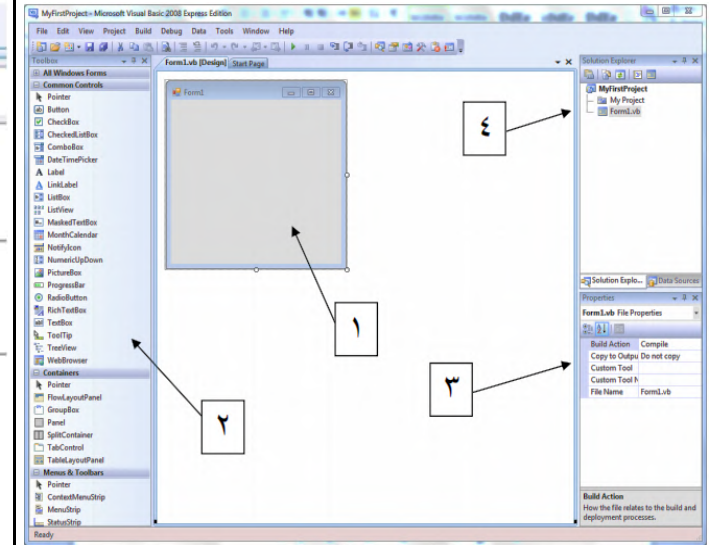 MyFirstProject - Microsoft Visual Basic 2008 Express Edition
File Edit View Project Build Debug Data Tools Window Help
Toolbox
All Windows Forms
Common Controls
Pointer
Button
CheckBox
CheckedListBox
ComboBox
DateTimePicker
Label
LinkLabel
ListBox
ListView
MaskedTextBox
MonthCalendar
NotifyIcon
NumericUpDown
PictureBox
ProgressBar
RadioButton
RichTextBox
TextBox
ToolTip
TreeView
WebBrowser
Containers
Pointer
FlowLayoutPanel
GroupBox
Panel
SplitContainer
TabControl
TableLayoutPanel
Menus & Toolbars
Pointer
ContextMenuStrip
MenuStrip
StatusStrip
Form1.vb [Design] Start Page
Form1
١
٢
٣
٤
Solution Explorer
MyFirstProject
My Project
Form1.vb
Solution Explo... Data Sources
Properties
Form1.vb File Properties
Build Action Compile
Copy to Outpu Do not copy
Custom Tool
Custom Tool N
File Name Form1.vb
Build Action
How the file relates to the build and
deployment processes.
Ready